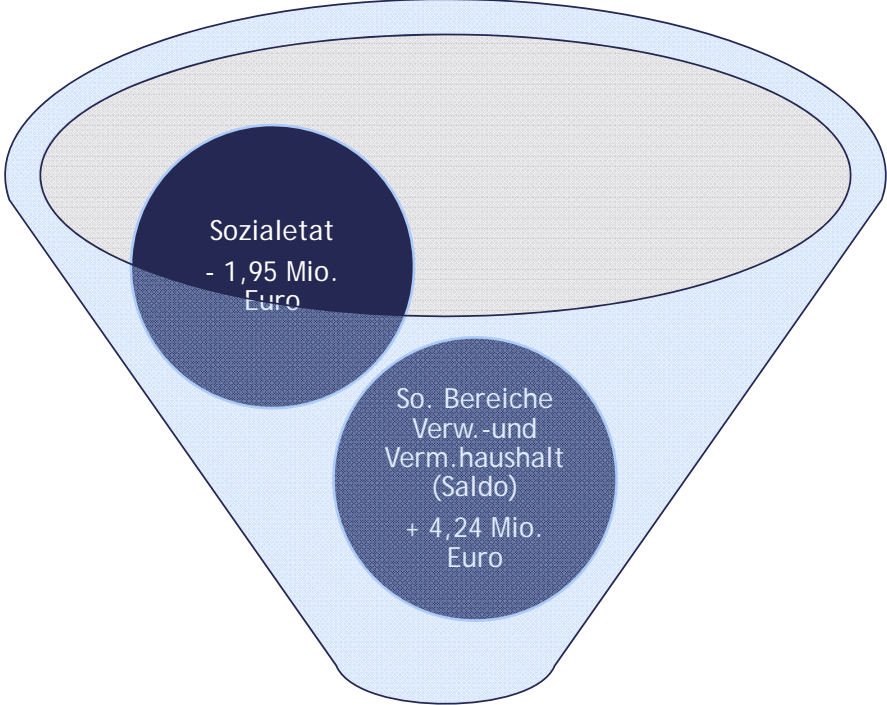 Sozialetat
- 1,95 Mio.
Euro
So. Bereiche
Verw.-und
Verm.haushalt
(Saldo)
+ 4,24 Mio.
Euro